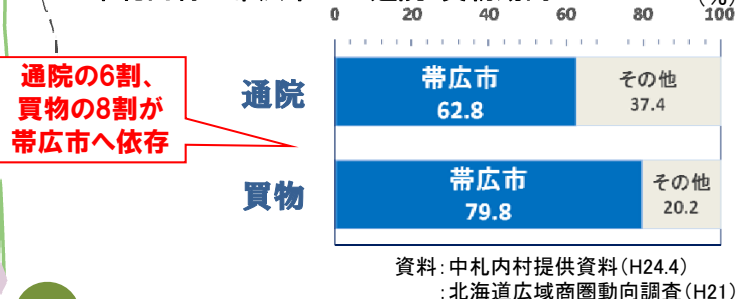 (%)
0 20 40 60 80 100
通院の6割、
買物の8割が
帯広市へ依存
通院
帯広市
62.8
その他
37.4
買物
帯広市
79.8
その他
20.2
資料:中札内村提供資料(H24.4)
:北海道広域商圏動向調査(H21)